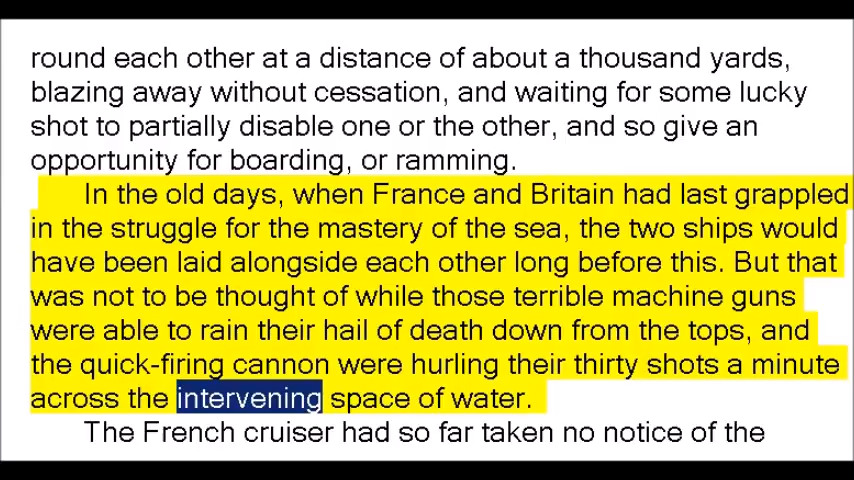 round each other at a distance of about a thousand yards,
blazing away without cessation, and waiting for some lucky
shot to partially disable one or the other, and so give an
opportunity for boarding, or ramming.
In the old days, when France and Britain had last grappled
in the struggle for the mastery of the sea, the two ships would
have been laid alongside each other long before this. But that
was not to be thought of while those terrible machine guns
were able to rain their hail of death down from the tops, and
the quick-firing cannon were hurling their thirty shots a minute
across the intervening space of water.
The French cruiser had so far taken no notice of the